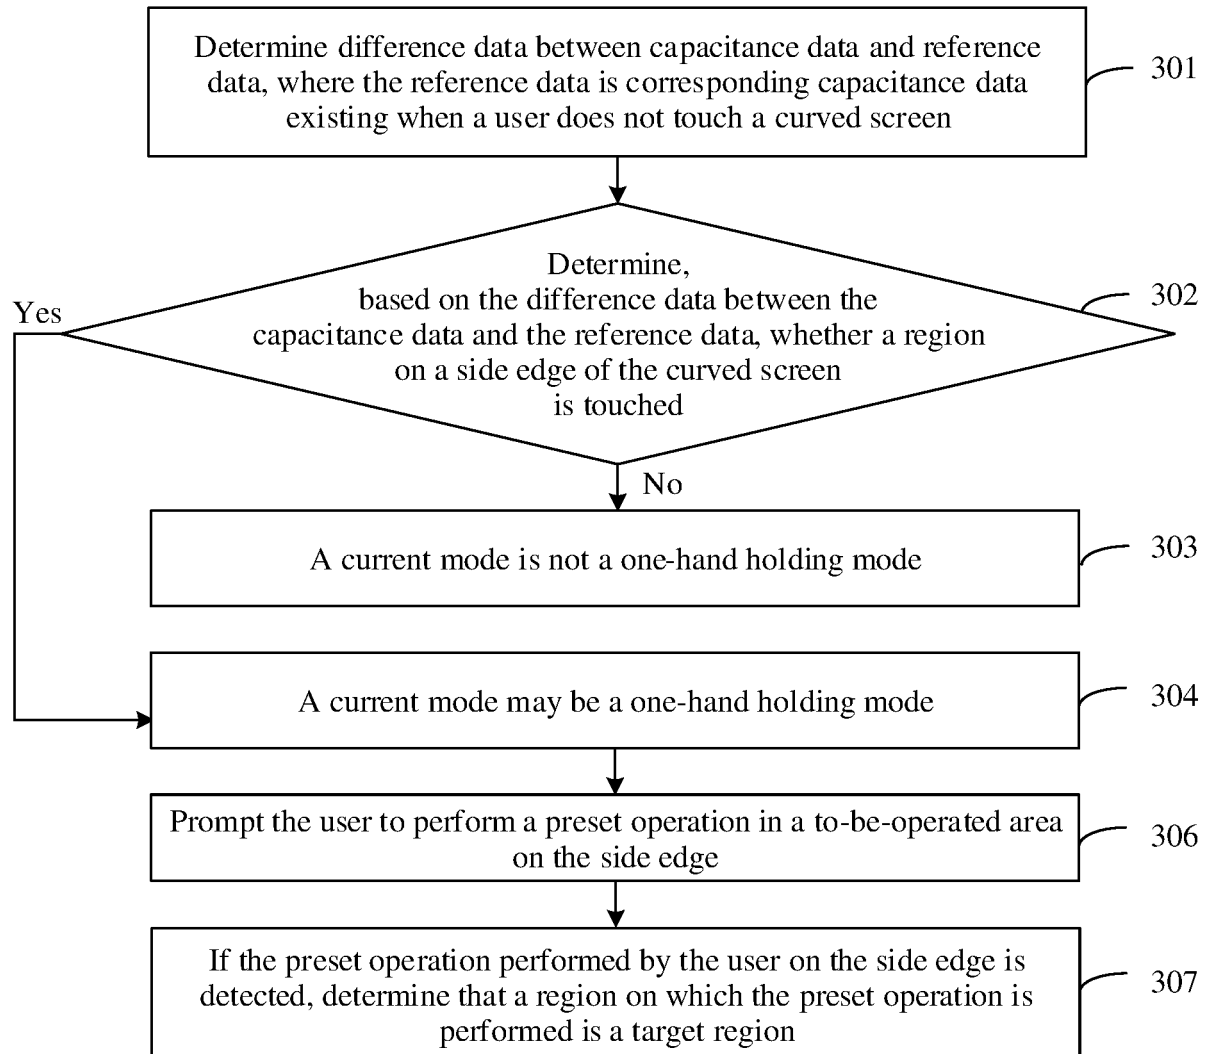 Determine difference data between capacitance data and reference
data, where the reference data is corresponding capacitance data
existing when a user does not touch a curved screen
301
Determine,
based on the difference data between the
capacitance data and the reference data, whether a region
on a side edge of the curved screen
is touched
302
Yes
No
A current mode is not a one-hand holding mode
303
A current mode may be a one-hand holding mode
304
Prompt the user to perform a preset operation in a to-be-operated area
on the side edge
306
If the preset operation performed by the user on the side edge is
detected, determine that a region on which the preset operation is
performed is a target region
307